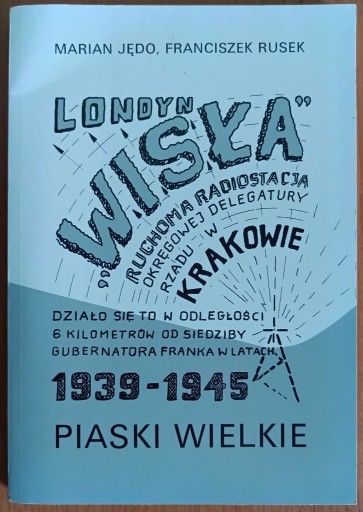 MARIAN JĘDO, FRANCISZEK RUSEK
LONDYN
„WISŁA”
RUCHOMA RADIOSTACJA
OKRĘGOWEJ DELEGATURY
RZĄDU W
KRAKOWIE
DZIAŁO SIĘ TO W ODLEGŁOŚCI
6 KILOMETRÓW OD SIEDZIBY
GUBERNATORA FRANKA W LATACH
1939-1945
PIASKI WIELKIE